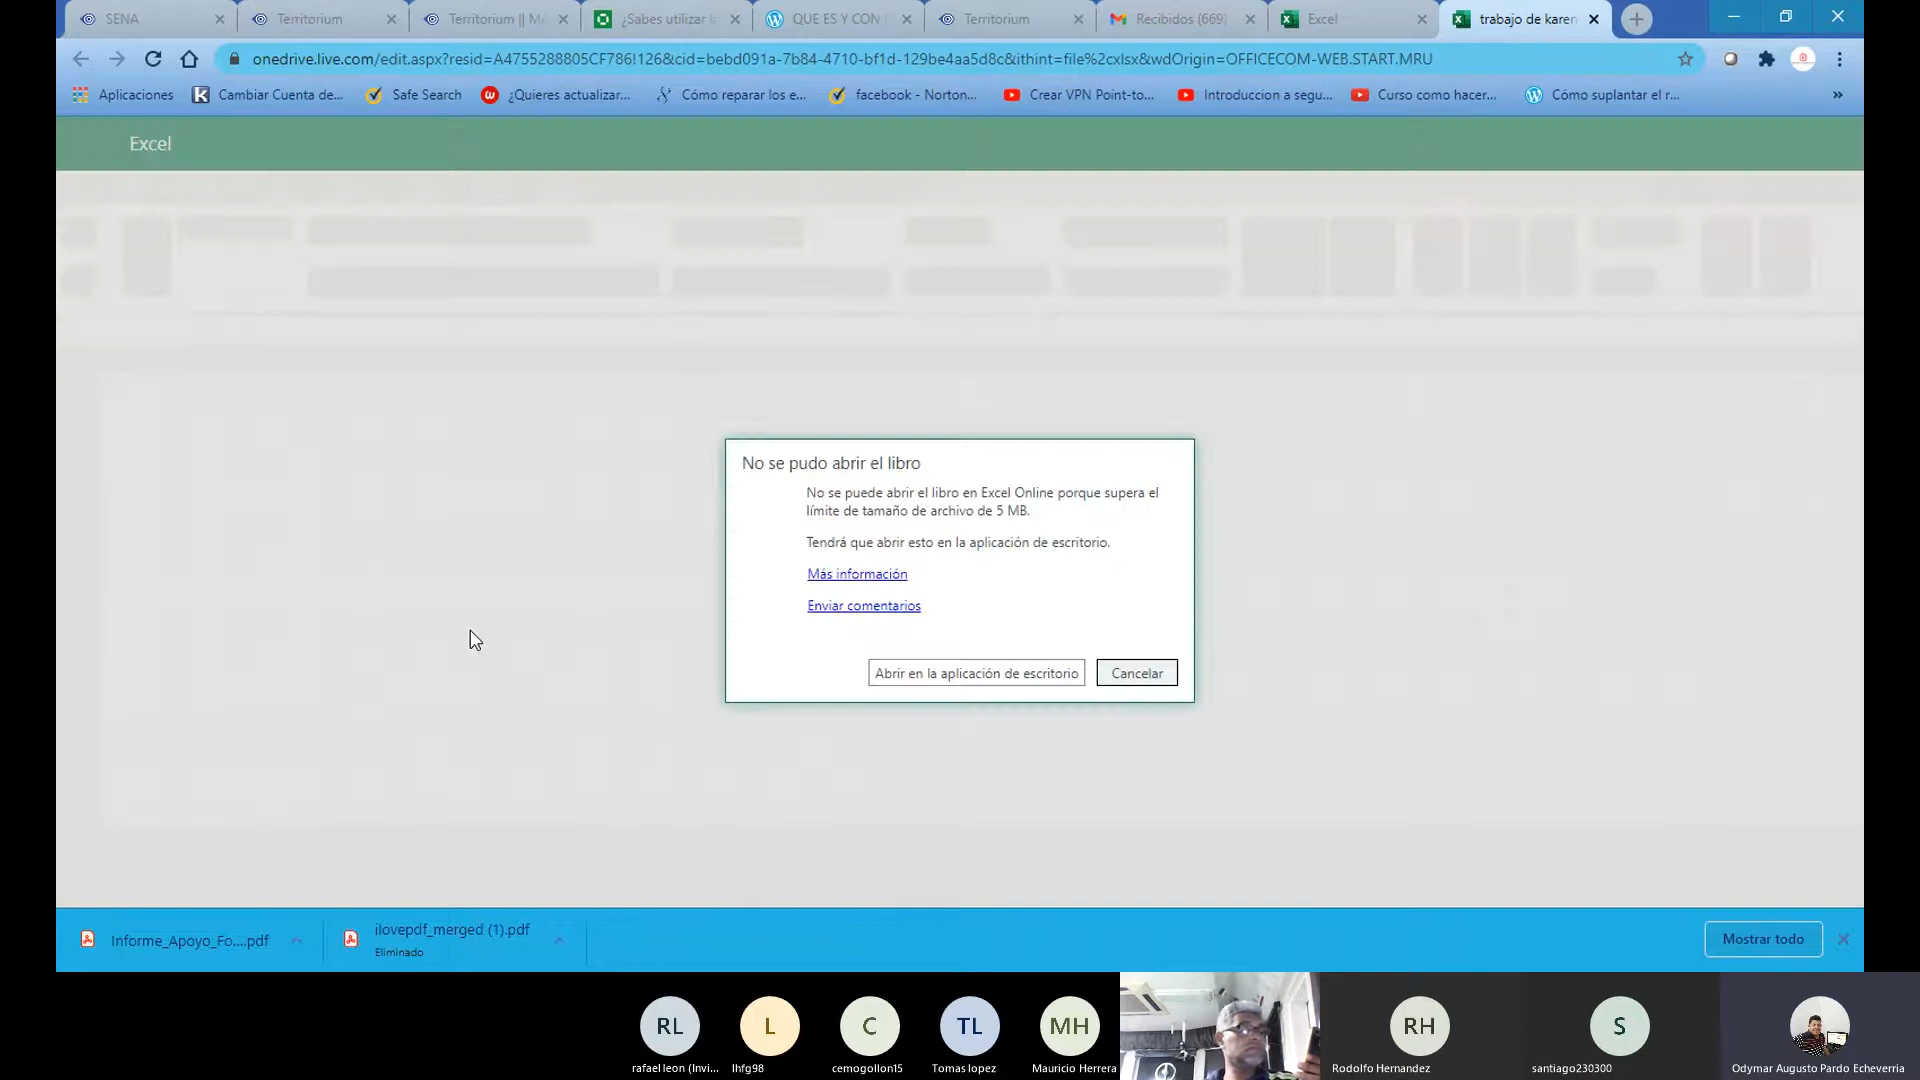 SENA
Territorium
Territorium || M
¿Sabes utilizar l
QUE ES Y CON
Territorium
Recibidos (669)
Excel
trabajo de karen
onedrive.live.com/edit.aspx?resid=A4755288805CF786!126&cid=bebd091a-7b84-4710-bf1d-129be4aa5d8c&ithint=file%2cxlsx&wdOrigin=OFFICECOM-WEB.START.MRU
Aplicaciones
Cambiar Cuenta de...
Safe Search
¿Quieres actualizar...
Cómo reparar los e...
facebook - Norton...
Crear VPN Point-to...
Introduccion a segu...
Curso como hacer...
Cómo suplantar el r...
»
Excel
No se pudo abrir el libro
No se puede abrir el libro en Excel Online porque supera el
límite de tamaño de archivo de 5 MB.
Tendrá que abrir esto en la aplicación de escritorio.
Más información
Enviar comentarios
Abrir en la aplicación de escritorio
Cancelar
Informe_Apoyo_Fo....pdf
ilovepdf_merged (1).pdf
Eliminado
Mostrar todo
RL
L
C
TL
MH
RH
S
rafael leon (Invi...
lhfg98
cemogollon15
Tomas lopez
Mauricio Herrera
Rodolfo Hernandez
santiago230300
Odymar Augusto Pardo Echeverria